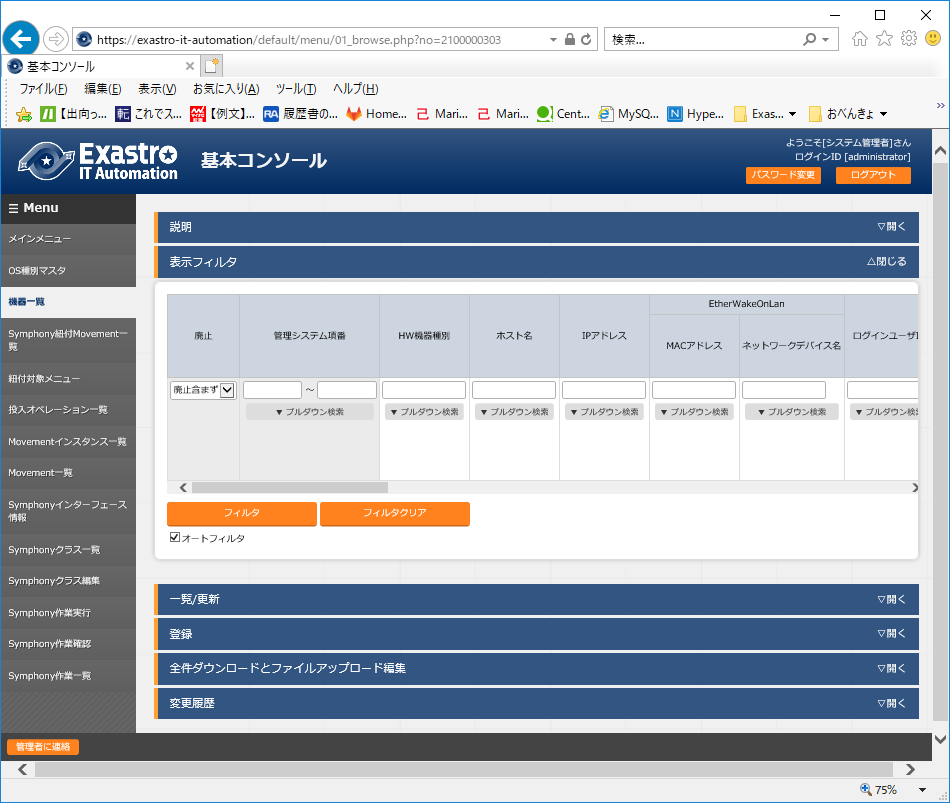 https://exastro-it-automation/default/menu/01_browse.php?no=2100000303
検索...
基本コンソール
ファイル(F) 編集(E) 表示(V) お気に入り(A) ツール(T) ヘルプ(H)
【出向っ... 転 これでス... 【例文】... RA 履歴書の... Home... Mari... Mari... Cent... MySQ... N Hype... Exas... おべんきょ
Exastro IT Automation
基本コンソール
ようこそ[システム管理者]さん
ログインID [administrator]
パスワード変更 ログアウト
☰ Menu
メインメニュー
OS種別マスタ
機器一覧
Symphony紐付Movement一
覧
紐付対象メニュー
投入オペレーション一覧
Movementインスタンス一覧
Movement一覧
Symphonyインターフェース
情報
Symphonyクラス一覧
Symphonyクラス編集
Symphony作業実行
Symphony作業確認
Symphony作業一覧
説明 ▽開く
表示フィルタ △閉じる
廃止 管理システム項番 HW機器種別 ホスト名 IPアドレス EtherWakeOnLan ログインユーザI
MACアドレス ネットワークデバイス名
廃止含まず ～
▼ プルダウン検索 ▼ プルダウン検索 ▼ プルダウン検索 ▼ プルダウン検索 ▼ プルダウン検索 ▼ プルダウン検索 ▼ プルダウン検
フィルタ フィルタクリア
オートフィルタ
一覧/更新 ▽開く
登録 ▽開く
全件ダウンロードとファイルアップロード編集 ▽開く
変更履歴 ▽開く
管理者に連絡
75%